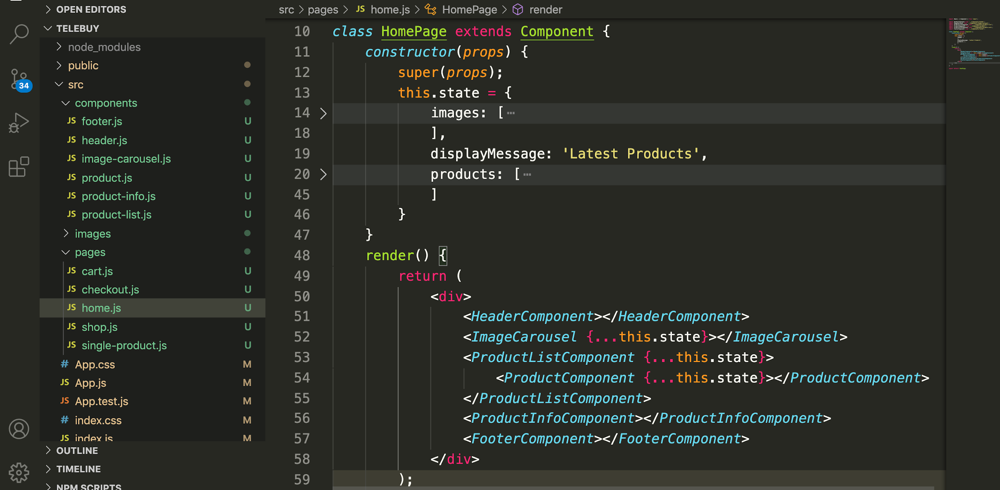 OPEN EDITORS
TELEBUY
node_modules
public
src
components
JS footer.js U
JS header.js U
JS image-carousel.js U
JS product.js U
JS product-info.js U
JS product-list.js U
images
pages
JS cart.js U
JS checkout.js U
JS home.js U
JS shop.js U
JS single-product.js U
# App.css M
JS App.js M
JS App.test.js M
# index.css M
JS index.js M
OUTLINE
TIMELINE
NPM SCRIPTS
34
src > pages > JS home.js > HomePage > render
10 class HomePage extends Component {
11 constructor(props) {
12 super(props);
13 this.state = {
14 images: [⋯
18 ],
19 displayMessage: 'Latest Products',
20 products: [⋯
45 ]
46 }
47 }
48 render() {
49 return (
50 <div>
51 <HeaderComponent></HeaderComponent>
52 <ImageCarousel {...this.state}></ImageCarousel>
53 <ProductListComponent {...this.state}>
54 <ProductComponent {...this.state}></ProductComponent>
55 </ProductListComponent>
56 <ProductInfoComponent></ProductInfoComponent>
57 <FooterComponent></FooterComponent>
58 </div>
59 );